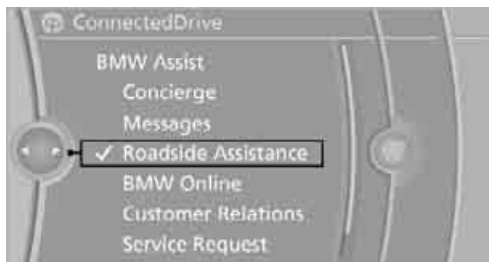 ConnectedDrive
BMW Assist
Concierge
Messages
✓ Roadside Assistance
BMW Online
Customer Relations
Service Request